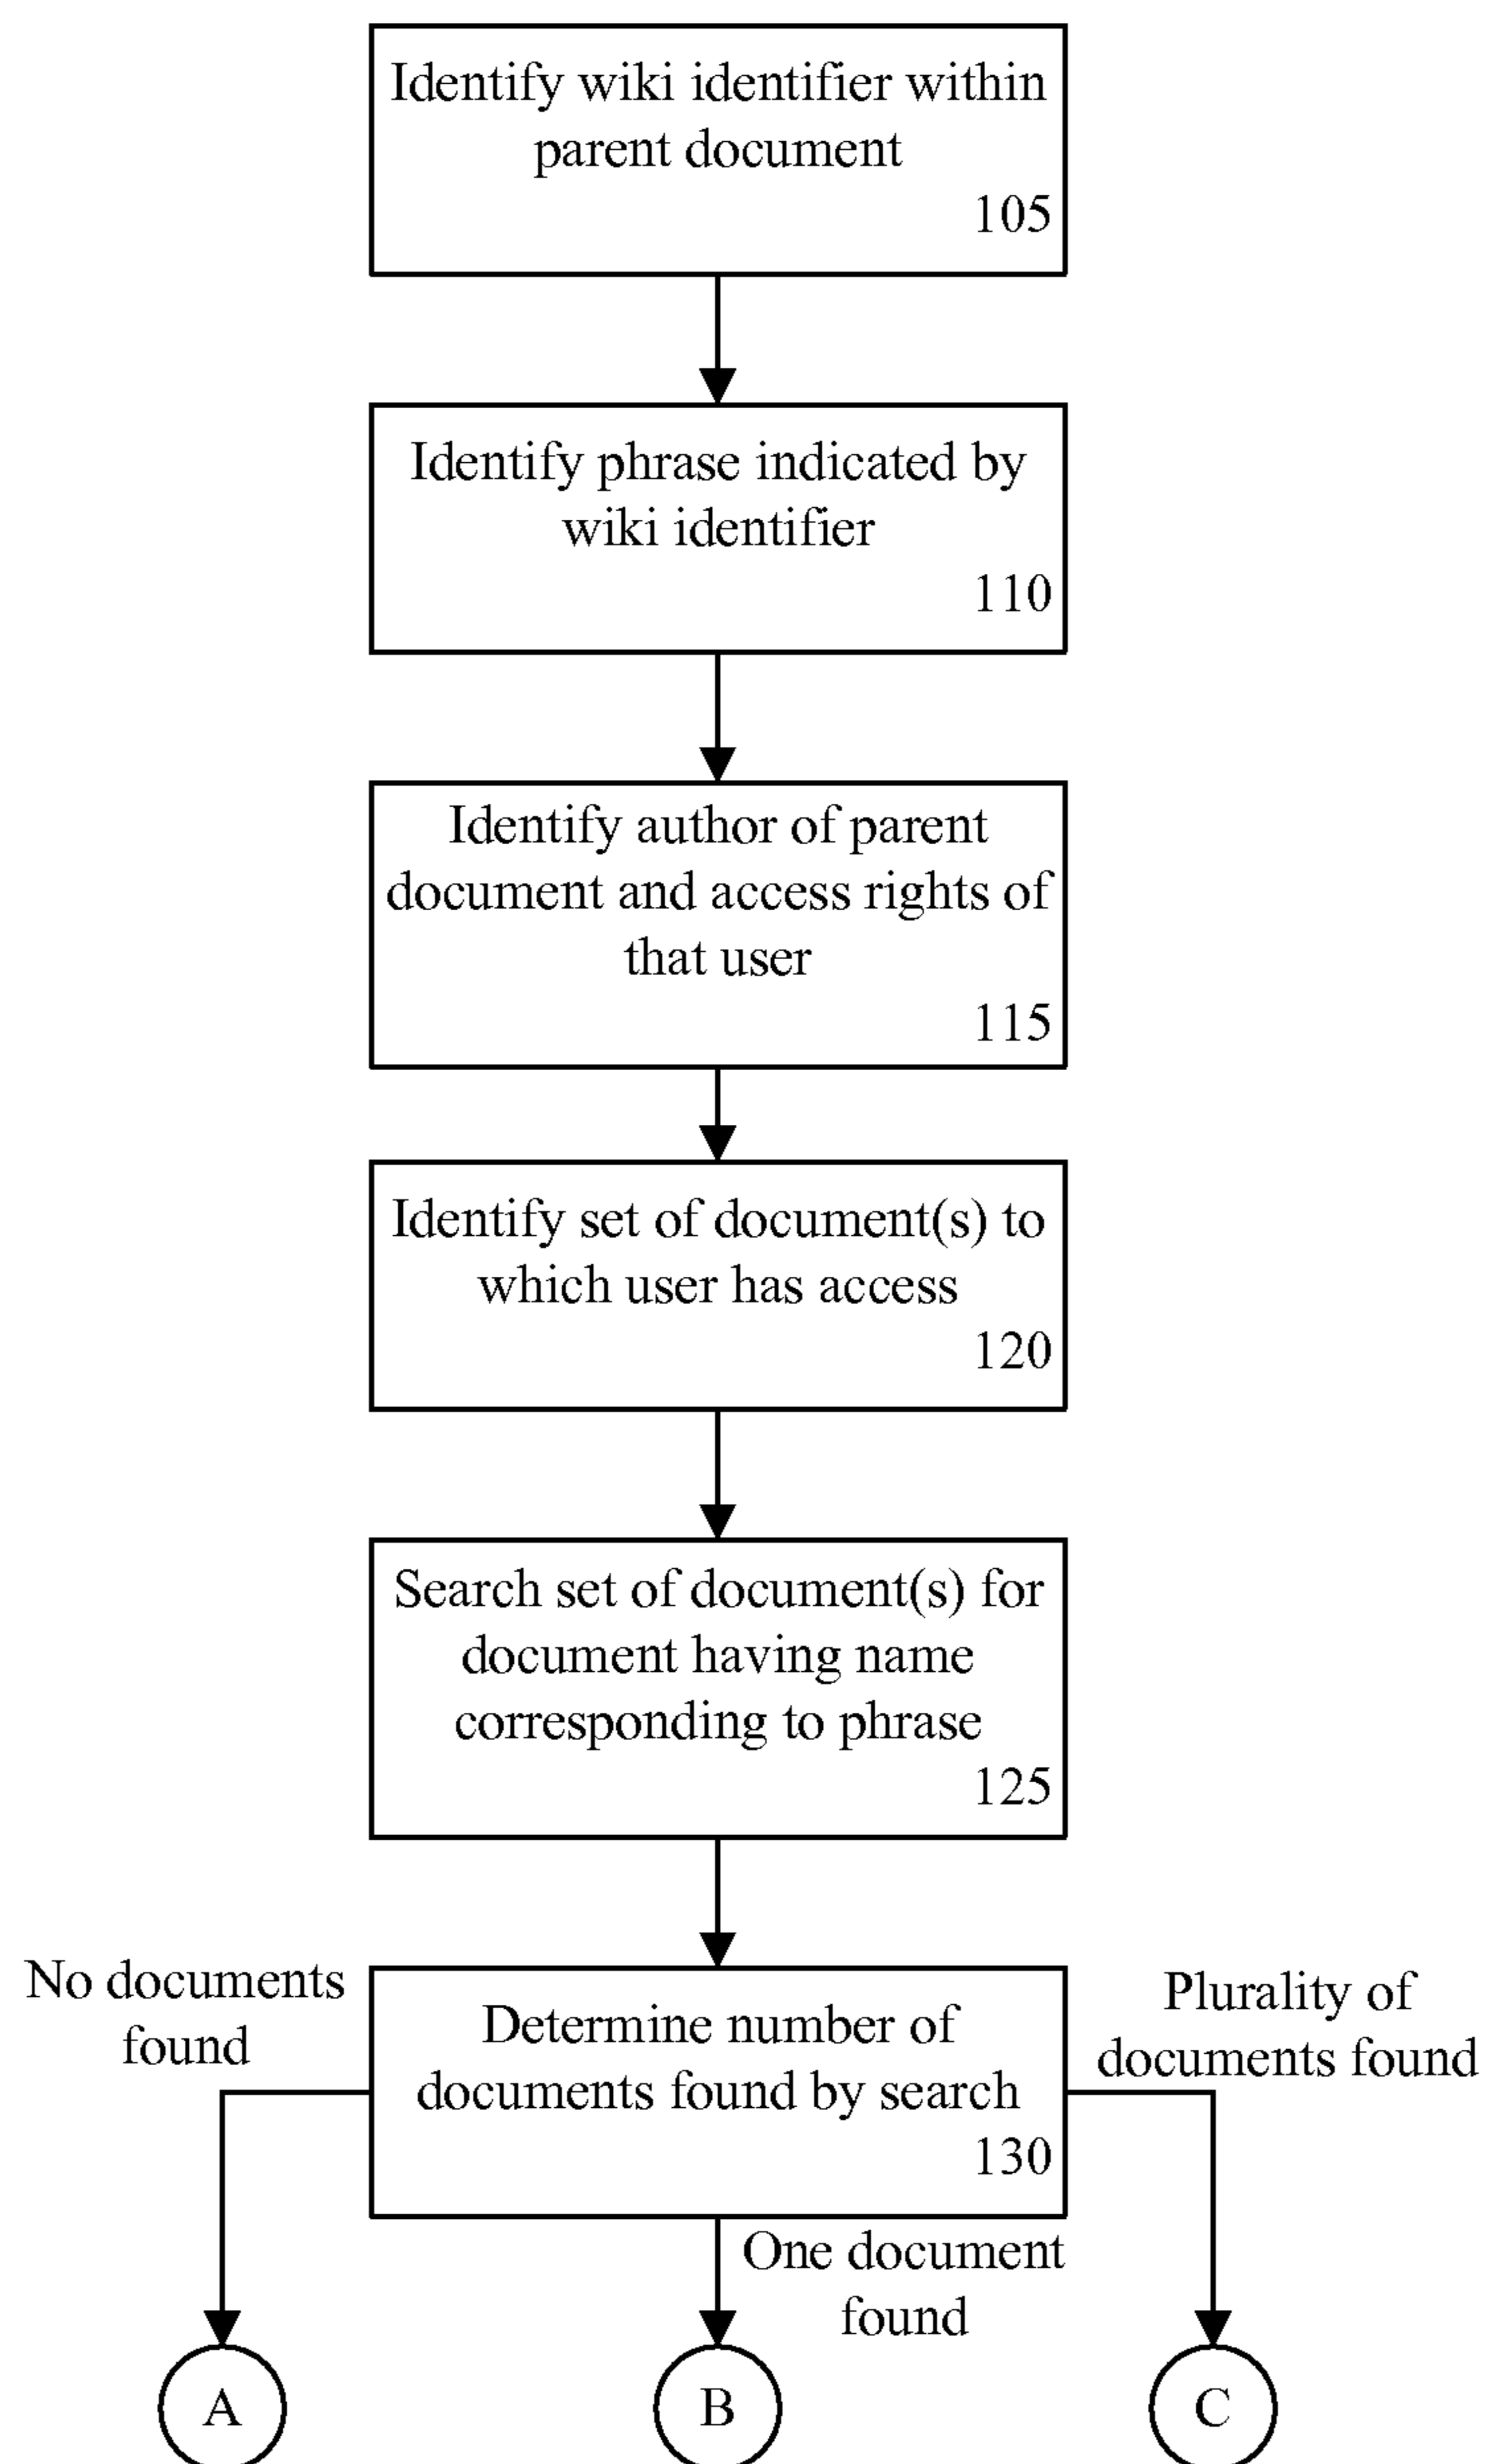 Identify wiki identifier within
parent document
105
Identify phrase indicated by
wiki identifier
110
Identify author of parent
document and access rights of
that user
115
Identify set of document(s) to
which user has access
120
Search set of document(s) for
document having name
corresponding to phrase
125
No documents
found
Determine number of
documents found by search
130
Plurality of
documents found
One document
found
A
B
C